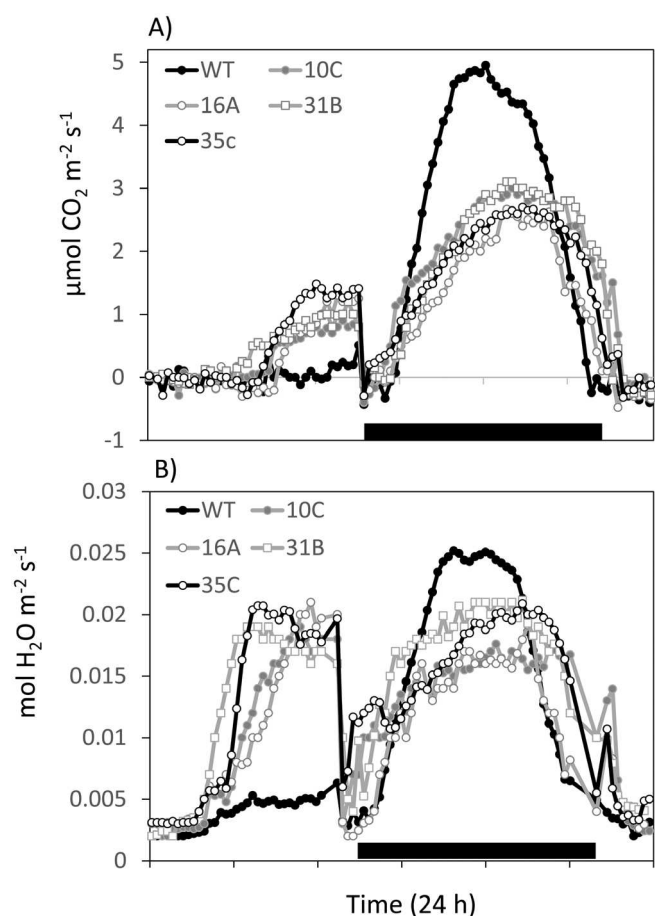 A)
WT 10C
16A 31B
35c
5
4
3
2
1
0
-1
µmol CO₂ m⁻² s⁻¹
B)
WT 10C
16A 31B
35C
0.03
0.025
0.02
0.015
0.01
0.005
0
mol H₂O m⁻² s⁻¹
Time (24 h)